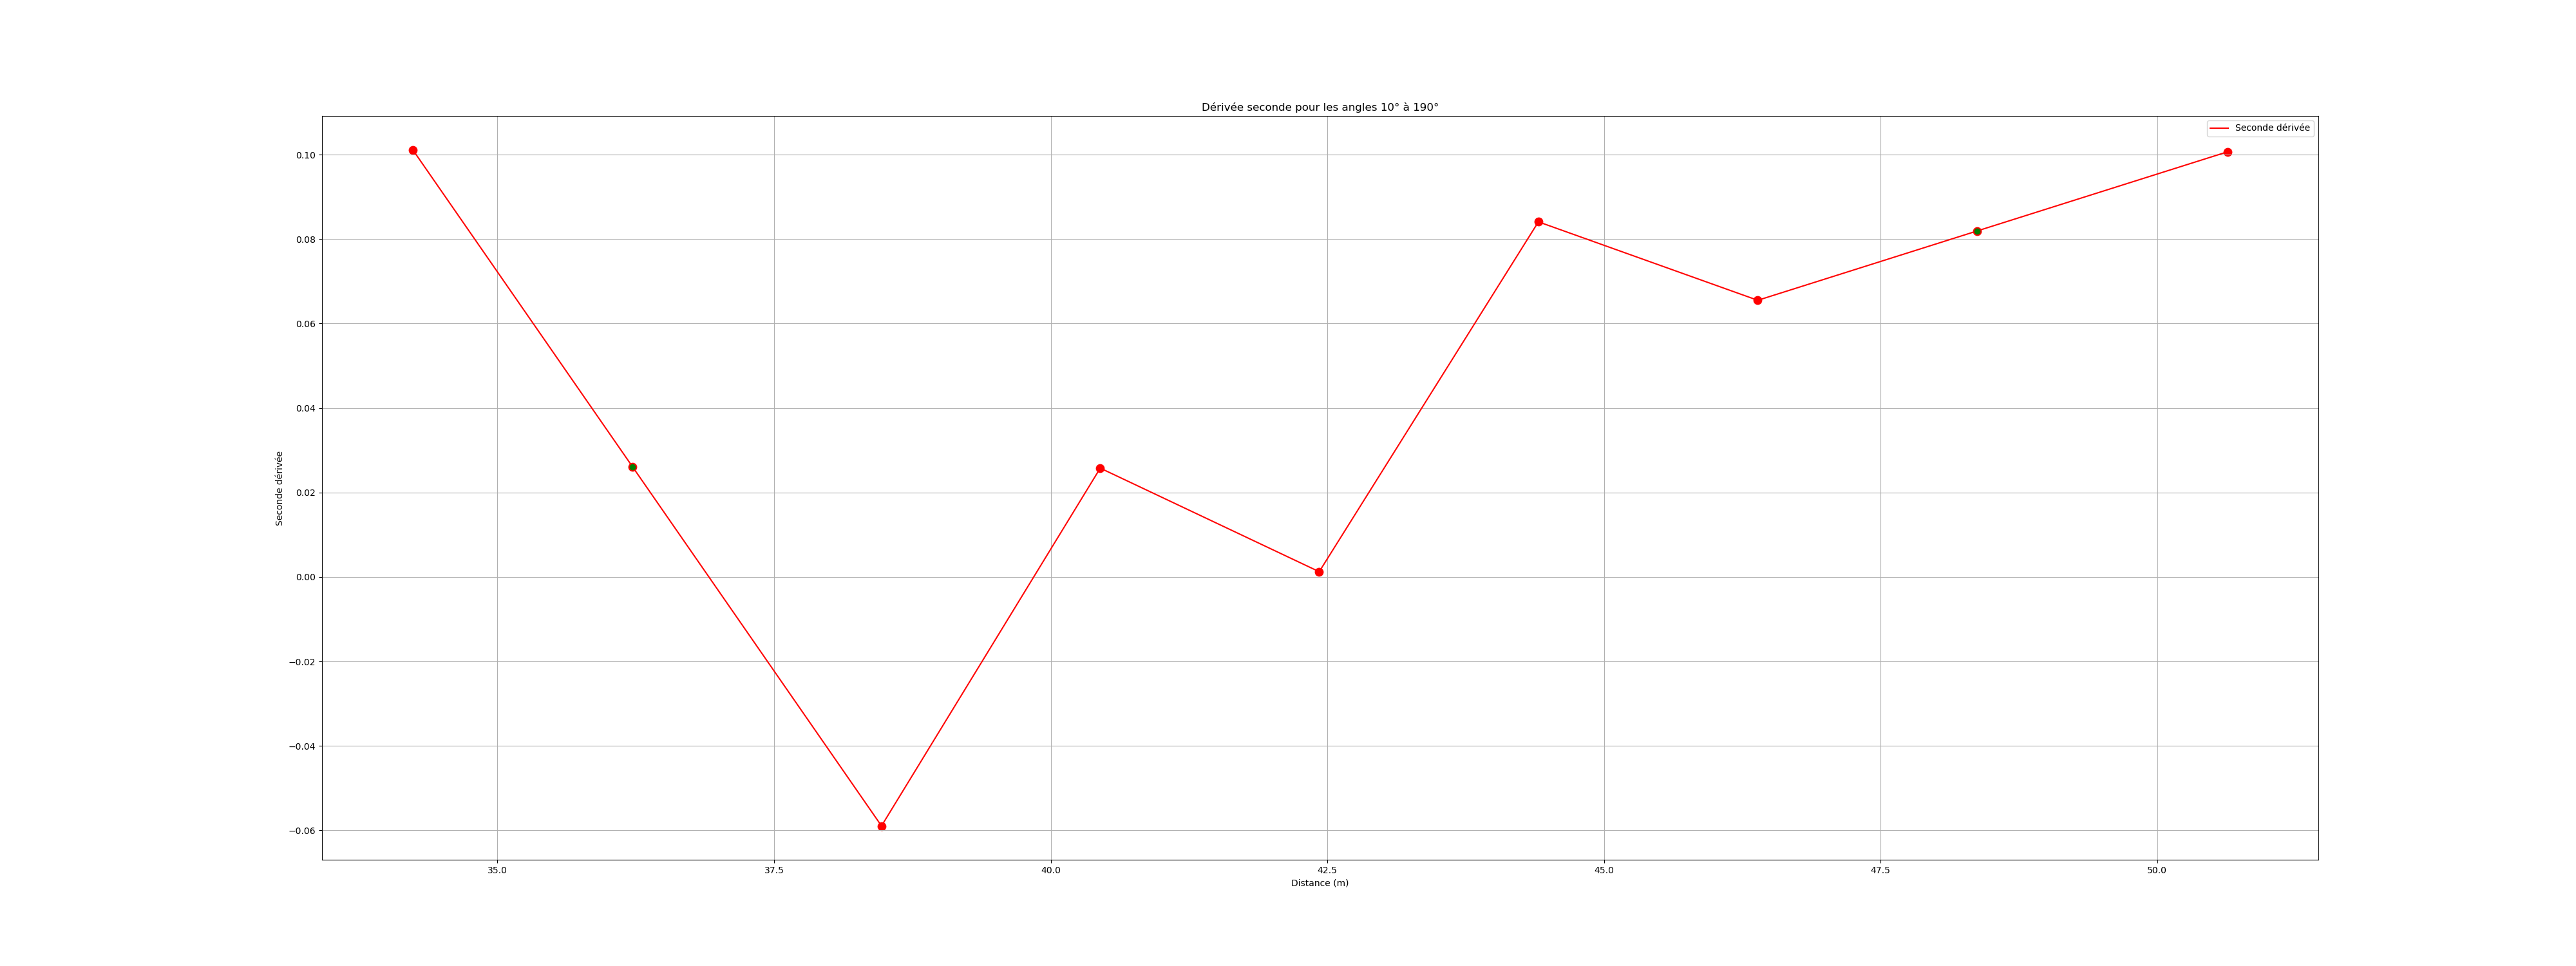 Dérivée seconde pour les angles 10° à 190°
Seconde dérivée
0.10
0.08
0.06
0.04
0.02
0.00
−0.02
−0.04
−0.06
Seconde dérivée
35.0 37.5 40.0 42.5 45.0 47.5 50.0
Distance (m)